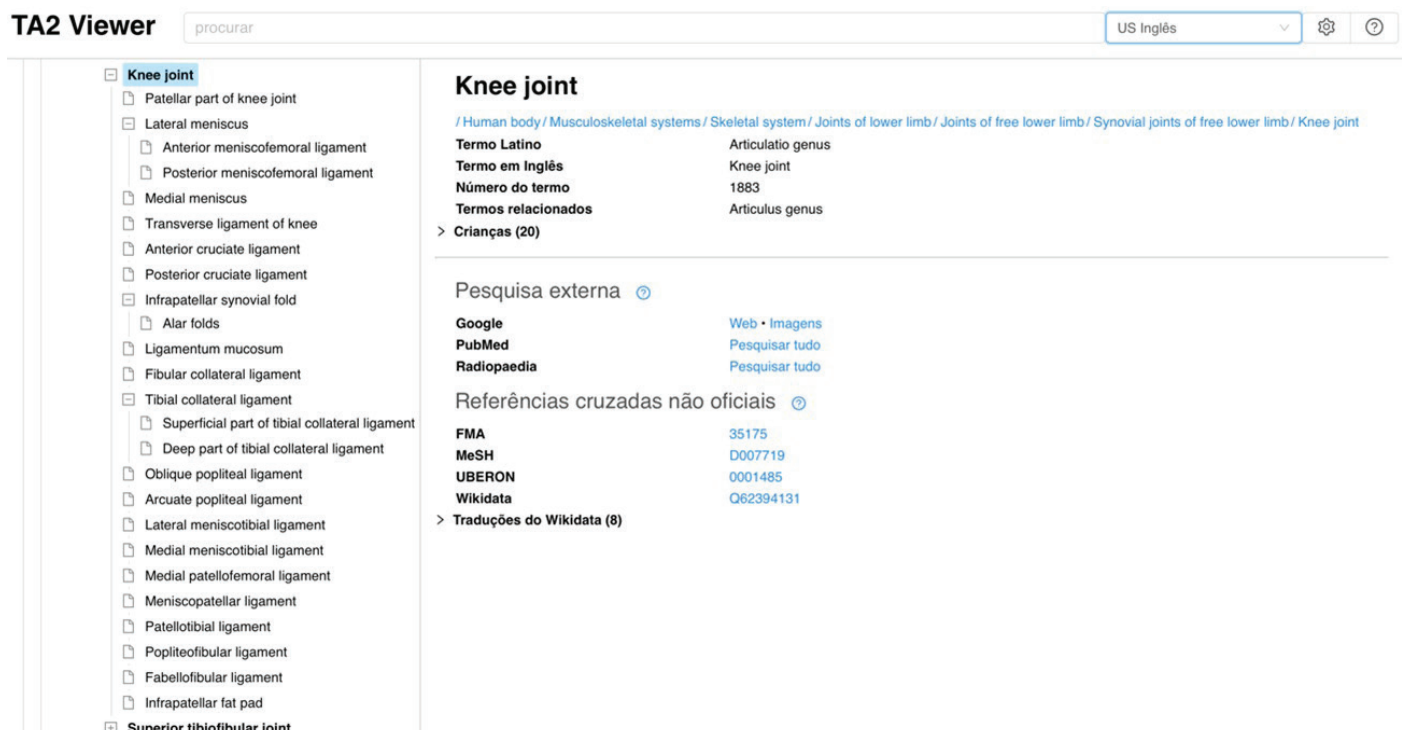 TA2 Viewer
procurar
US Inglês
Knee joint
Patellar part of knee joint
Lateral meniscus
Anterior meniscofemoral ligament
Posterior meniscofemoral ligament
Medial meniscus
Transverse ligament of knee
Anterior cruciate ligament
Posterior cruciate ligament
Infrapatellar synovial fold
Alar folds
Ligamentum mucosum
Fibular collateral ligament
Tibial collateral ligament
Superficial part of tibial collateral ligament
Deep part of tibial collateral ligament
Oblique popliteal ligament
Arcuate popliteal ligament
Lateral meniscotibial ligament
Medial meniscotibial ligament
Medial patellofemoral ligament
Meniscopatellar ligament
Patellotibial ligament
Popliteofibular ligament
Fabellofibular ligament
Infrapatellar fat pad
Superior tibiofibular joint
Knee joint
/ Human body / Musculoskeletal systems / Skeletal system / Joints of lower limb / Joints of free lower limb / Synovial joints of free lower limb / Knee joint
Termo Latino Articulatio genus
Termo em Inglês Knee joint
Número do termo 1883
Termos relacionados Articulus genus
> Crianças (20)
Pesquisa externa
Google Web • Imagens
PubMed Pesquisar tudo
Radiopaedia Pesquisar tudo
Referências cruzadas não oficiais
FMA 35175
MeSH D007719
UBERON 0001485
Wikidata Q62394131
> Traduções do Wikidata (8)